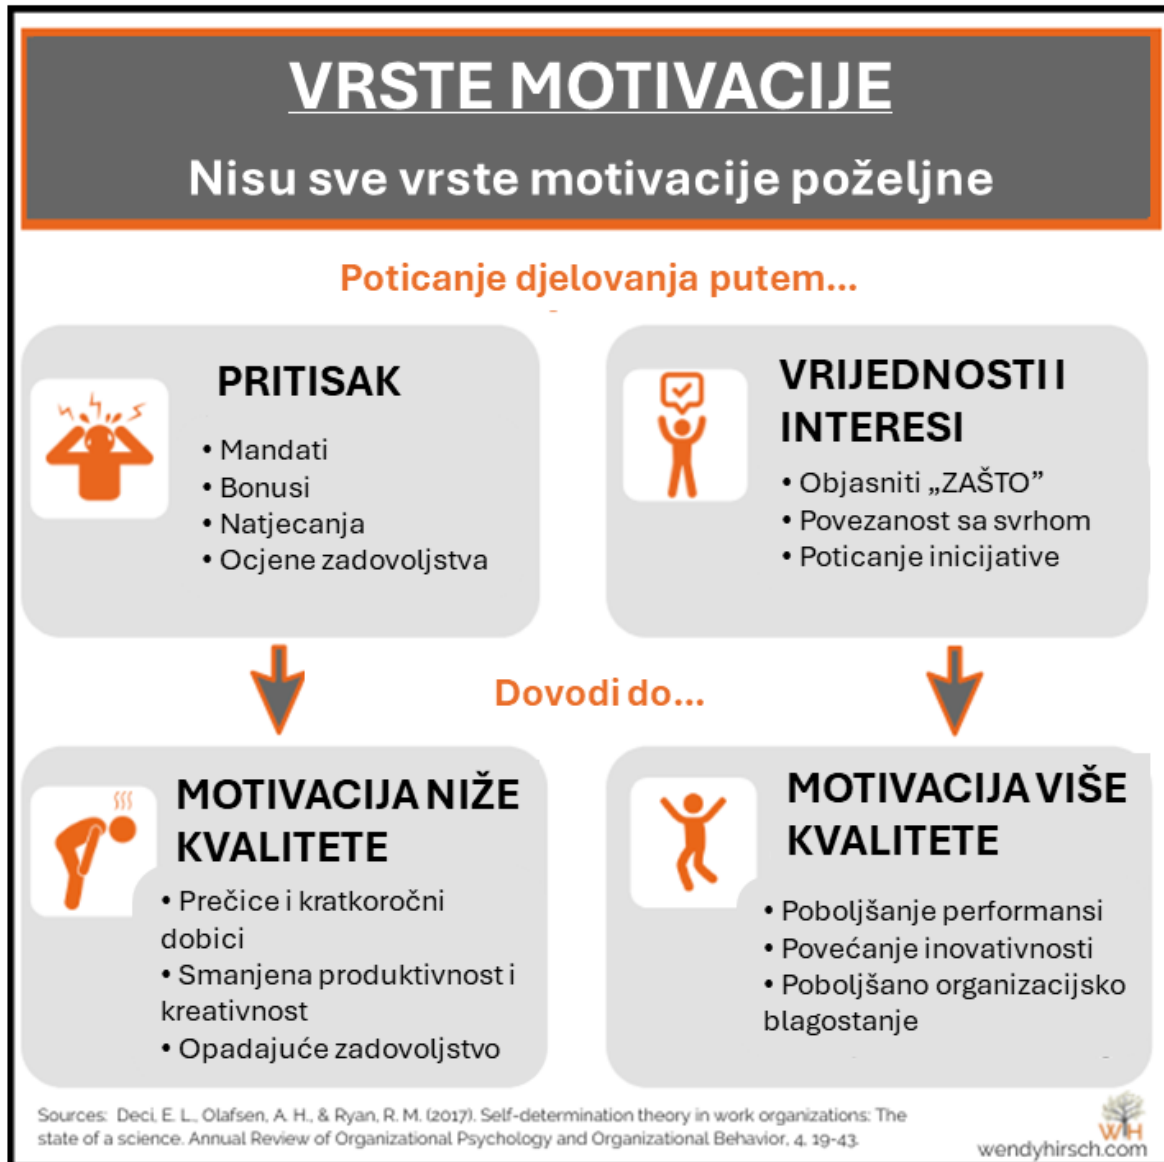 VRSTE MOTIVACIJE
Nisu sve vrste motivacije poželjne
Poticanje djelovanja putem...
PRITISAK
• Mandati
• Bonusi
• Natjecanja
• Ocjene zadovoljstva
VRIJEDNOSTI I
INTERESI
• Objasniti „ZAŠTO”
• Povezanost sa svrhom
• Poticanje inicijative
Dovodi do...
MOTIVACIJA NIŽE
KVALITETE
• Prečice i kratkoročni
dobici
• Smanjena produktivnost i
kreativnost
• Opadajuće zadovoljstvo
MOTIVACIJA VIŠE
KVALITETE
• Poboljšanje performansi
• Povećanje inovativnosti
• Poboljšano organizacijsko
blagostanje
Sources: Deci, E. L., Olafsen, A. H., & Ryan, R. M. (2017). Self-determination theory in work organizations: The
state of a science. Annual Review of Organizational Psychology and Organizational Behavior, 4, 19-43.
WH
wendyhirsch.com